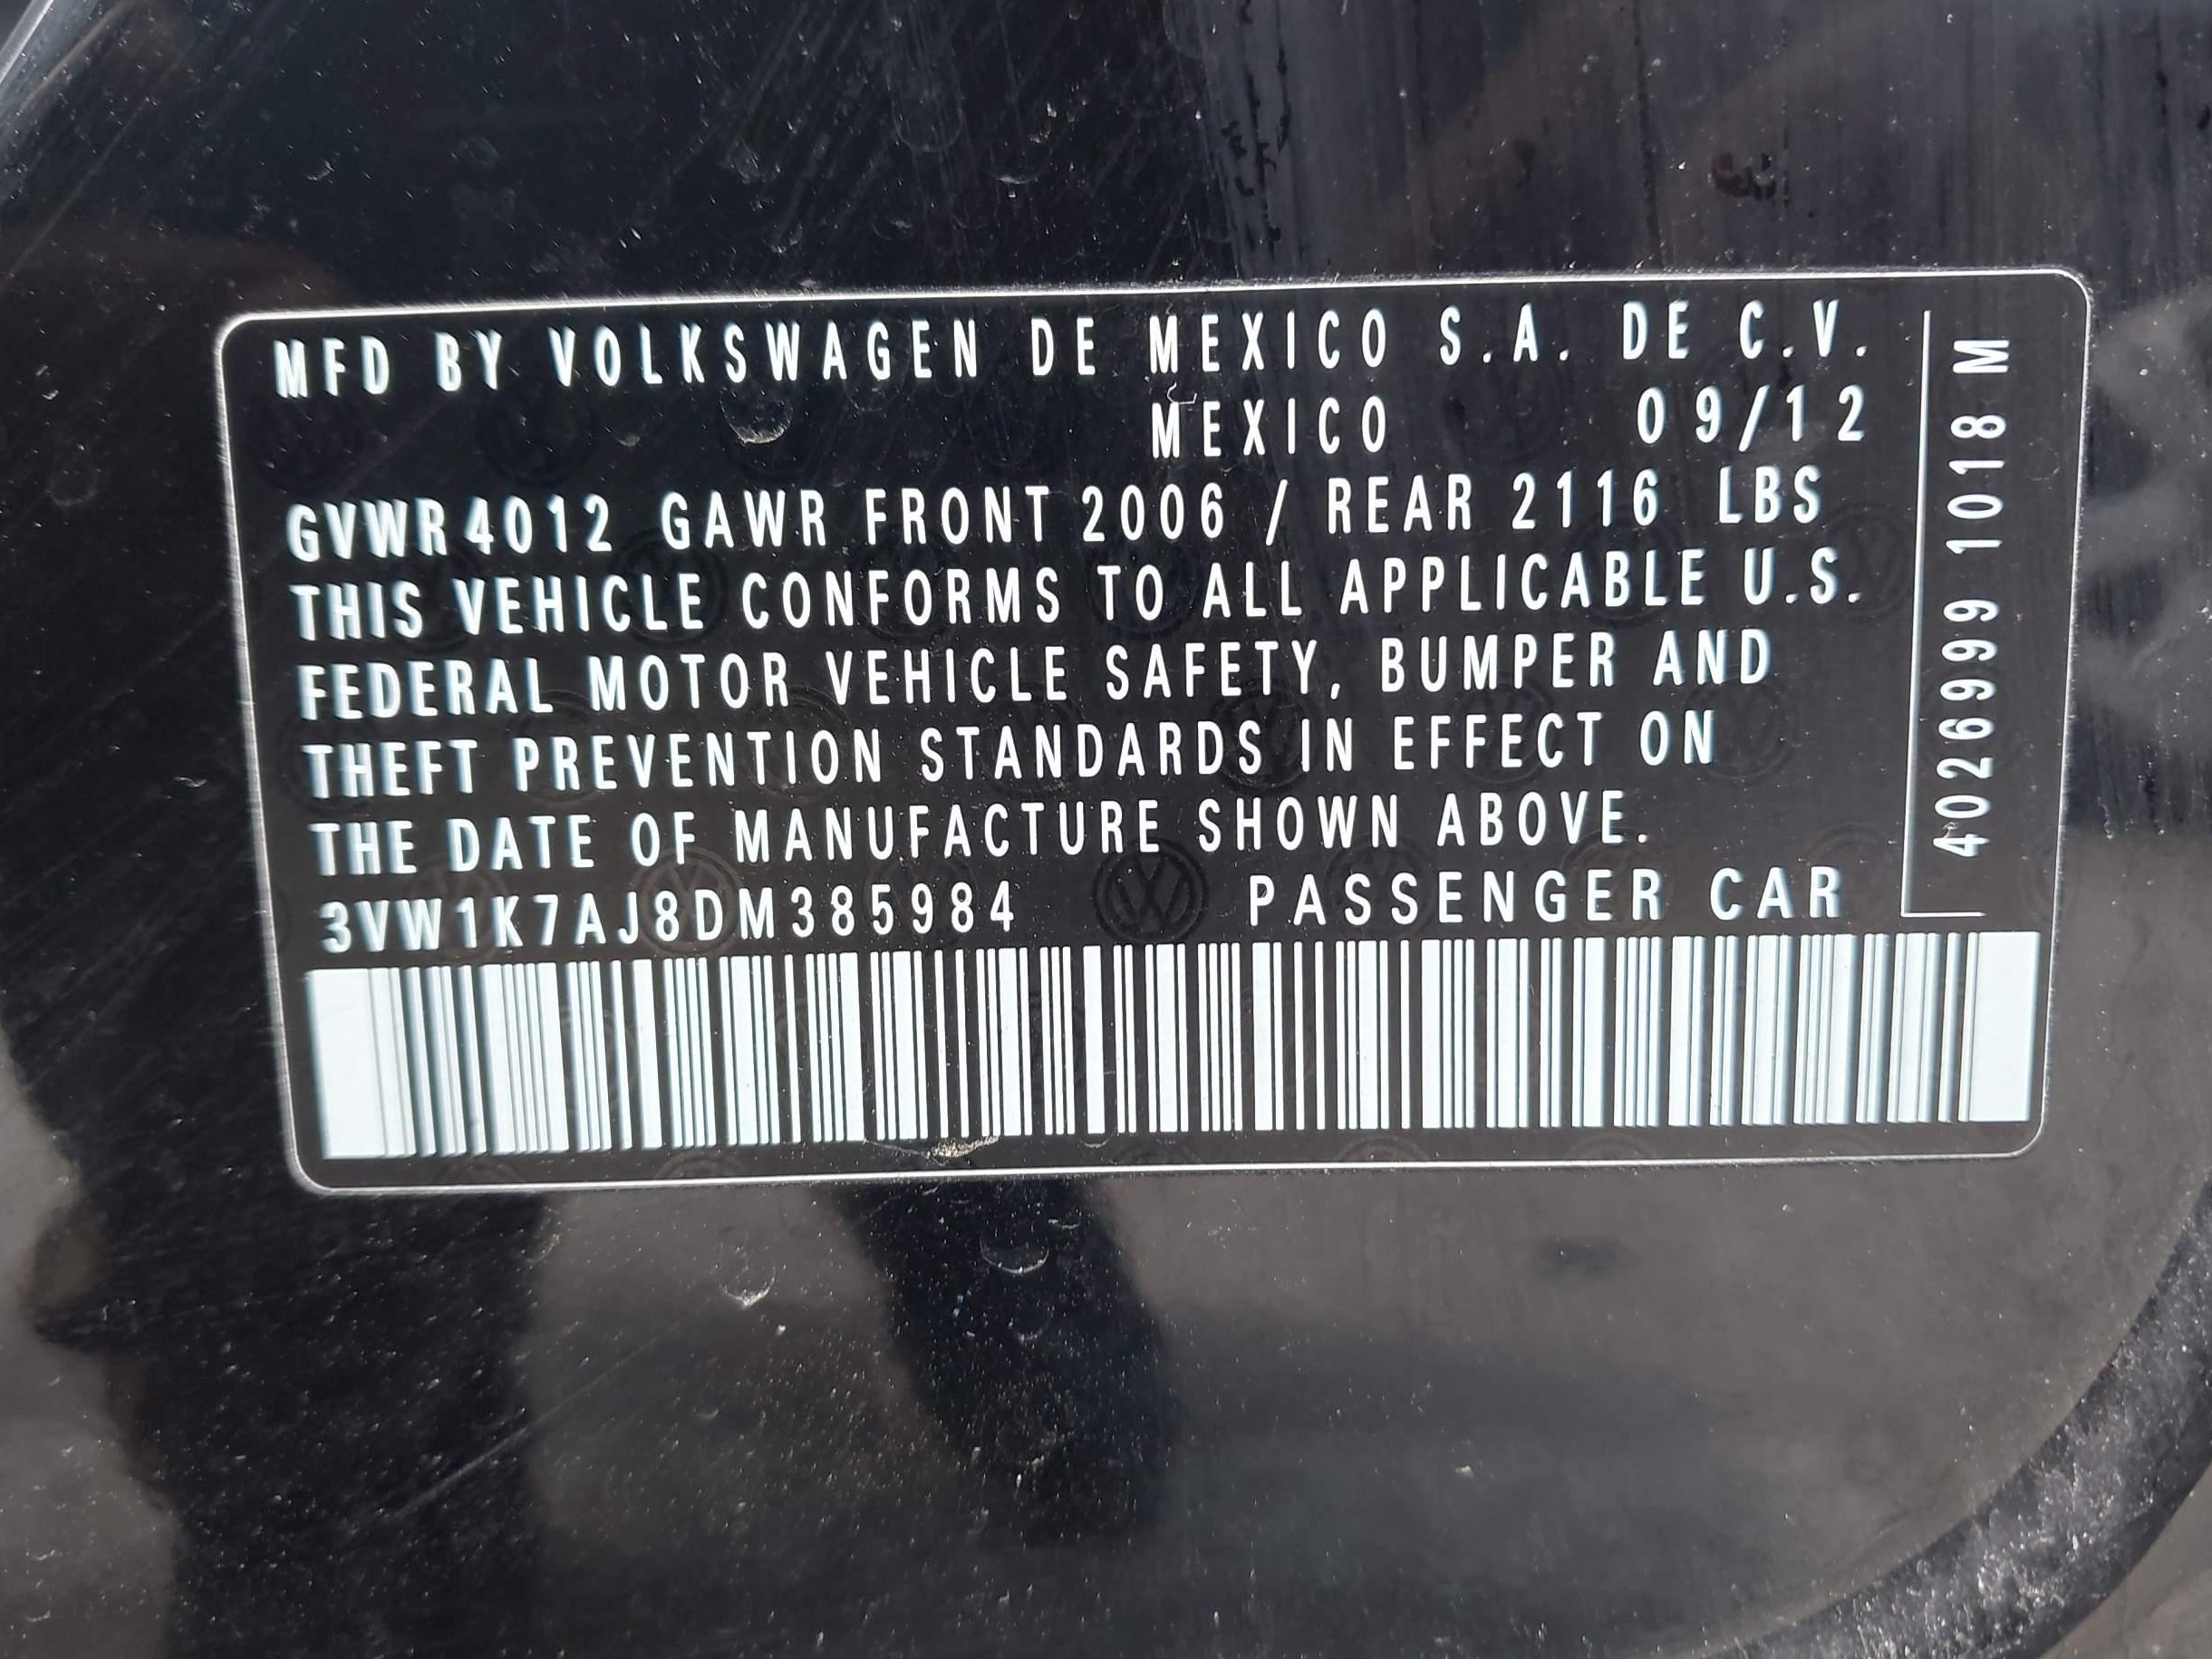 MFD BY VOLKSWAGEN DE MEXICO S.A. DE C.V.
MEXICO 09/12
GVWR 4012 GAWR FRONT 2006 / REAR 2116 LBS
THIS VEHICLE CONFORMS TO ALL APPLICABLE U.S.
FEDERAL MOTOR VEHICLE SAFETY, BUMPER AND
THEFT PREVENTION STANDARDS IN EFFECT ON
THE DATE OF MANUFACTURE SHOWN ABOVE.
3VW1K7AJ8DM385984 PASSENGER CAR
4026999 1018 M